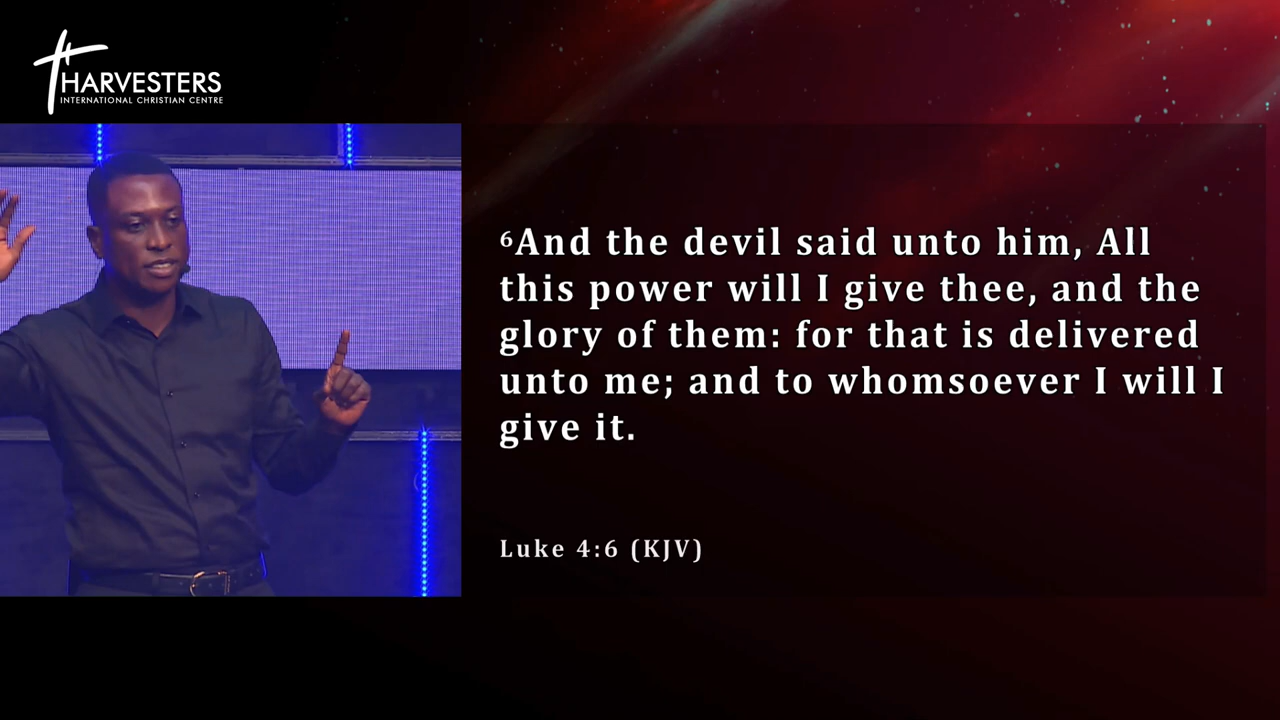 HARVESTERS
INTERNATIONAL CHRISTIAN CENTRE
⁶And the devil said unto him, All
this power will I give thee, and the
glory of them: for that is delivered
unto me; and to whomsoever I will I
give it.
Luke 4:6 (KJV)